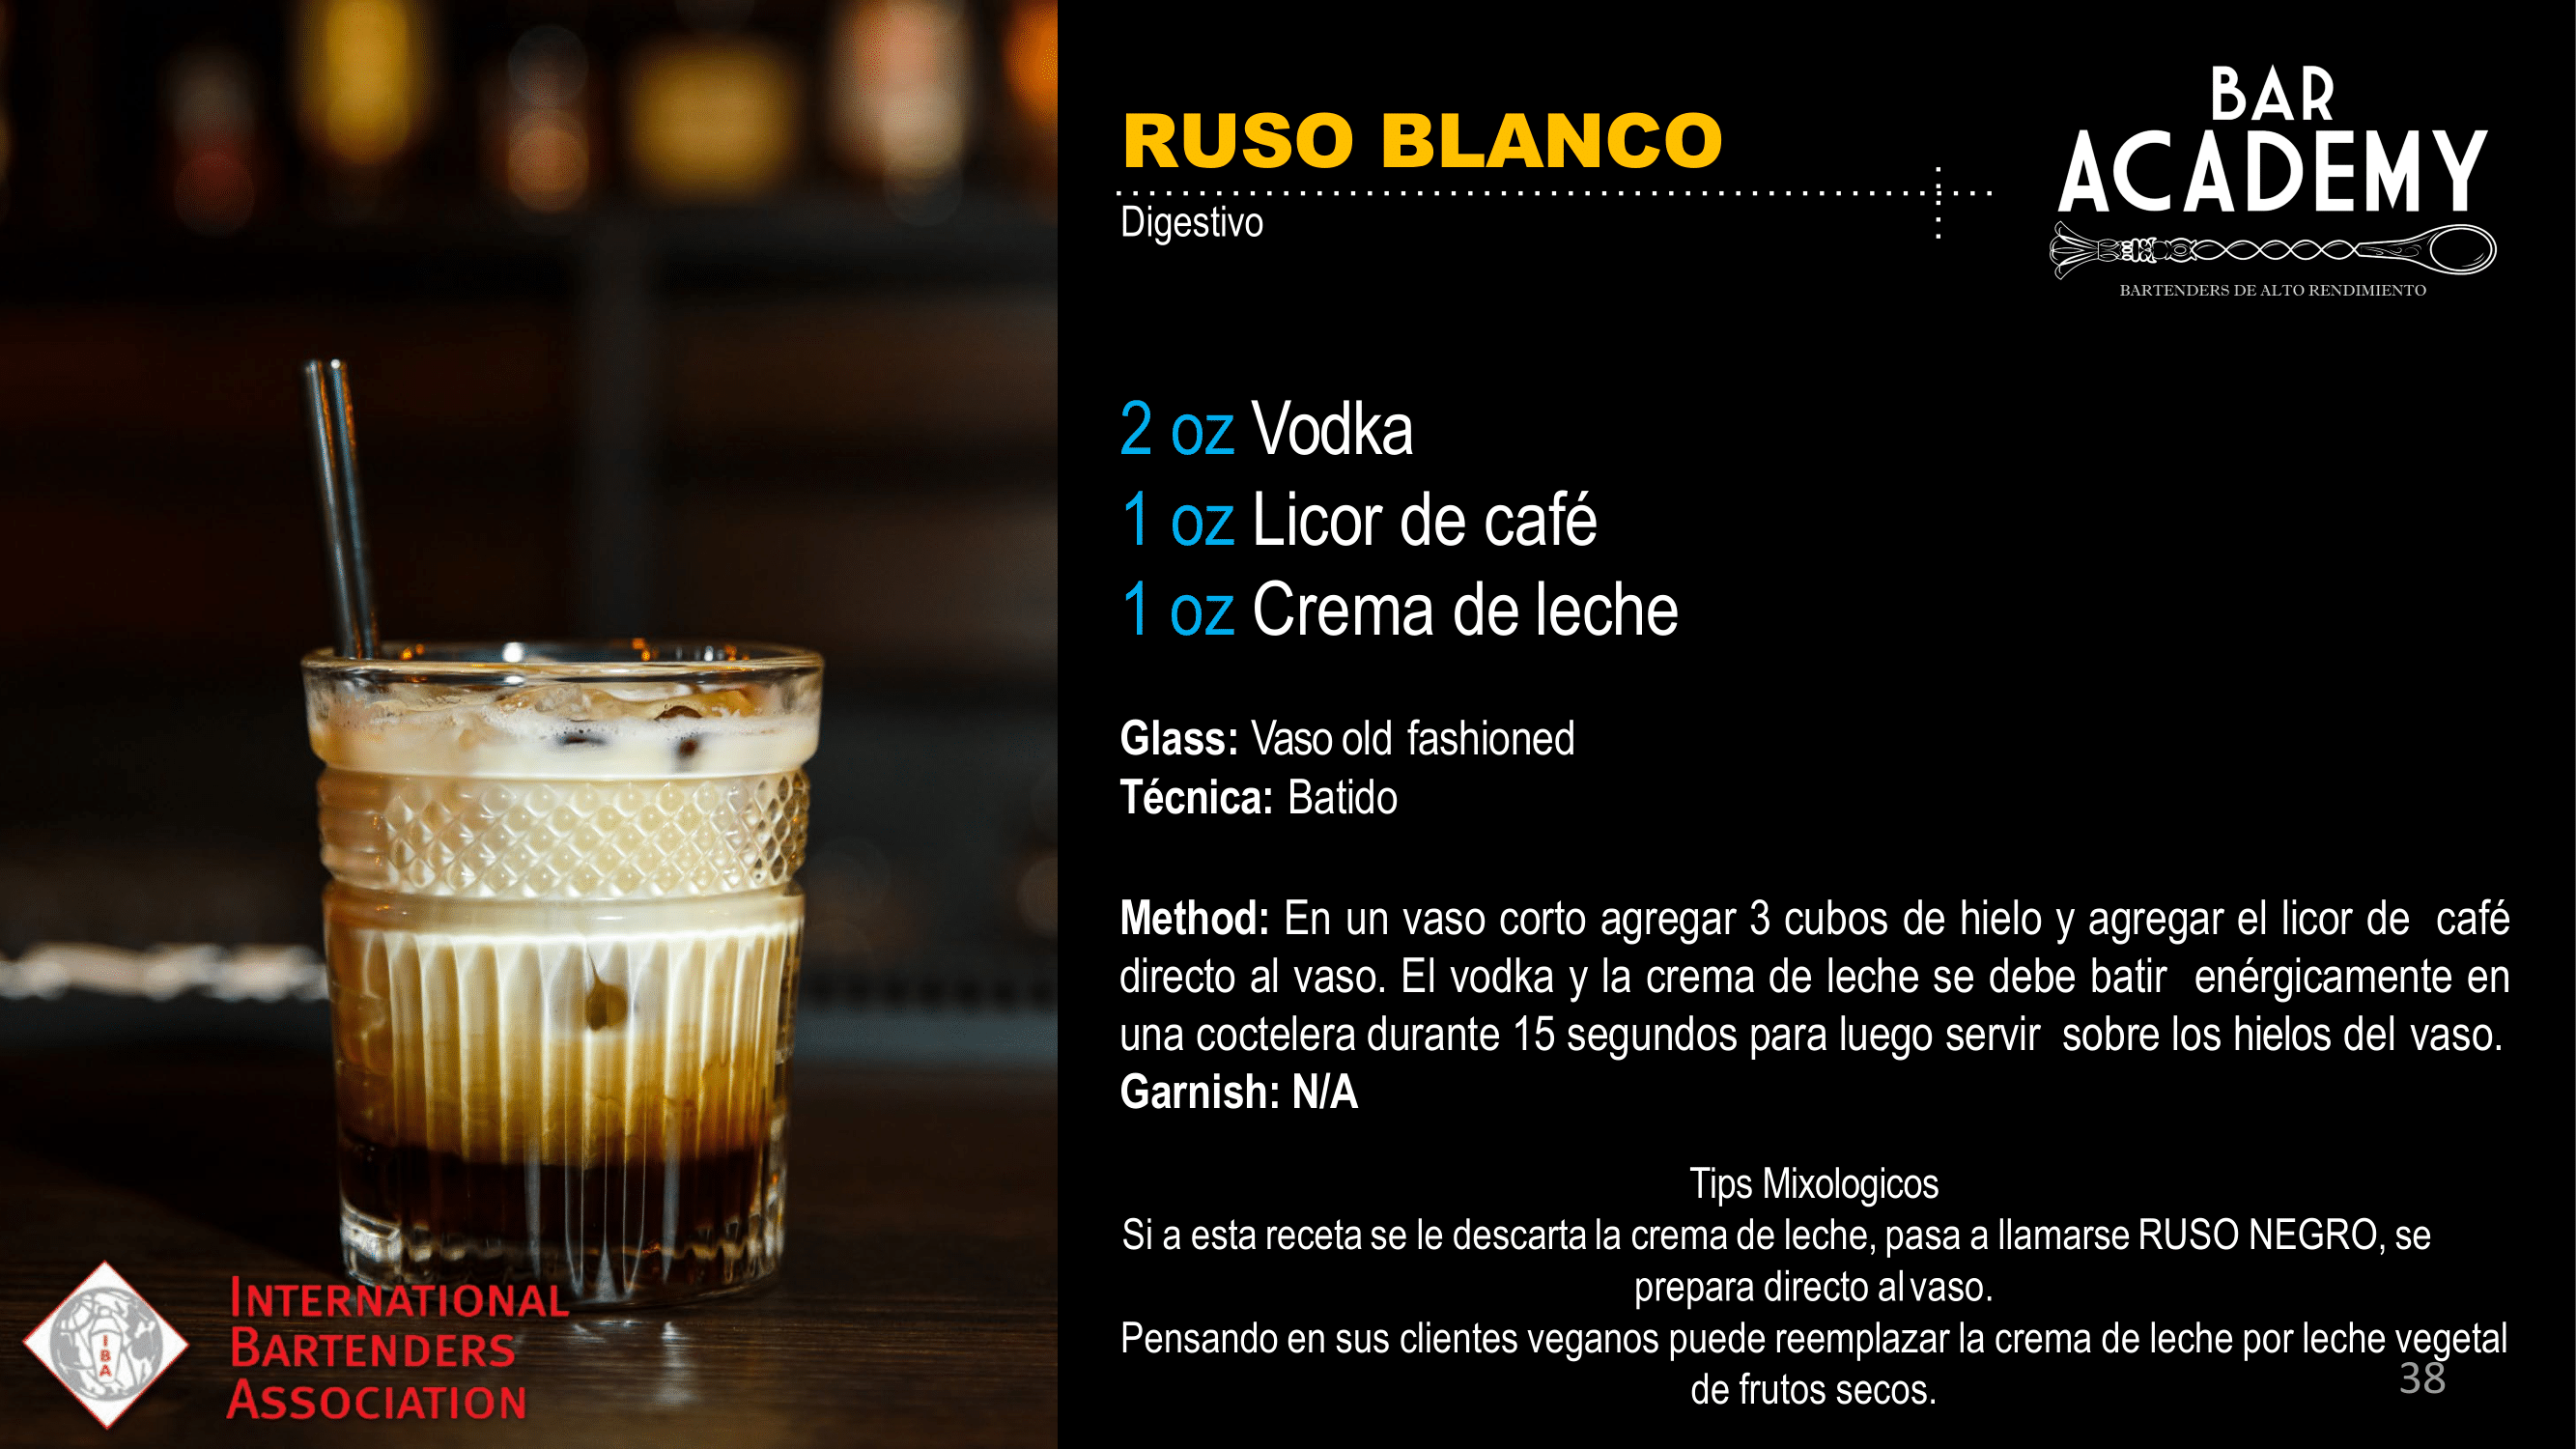 RUSO BLANCO
Digestivo
BAR
ACADEMY
BARTENDERS DE ALTO RENDIMIENTO
2 oz Vodka
1 oz Licor de café
1 oz Crema de leche
Glass: Vaso old fashioned
Técnica: Batido
Method: En un vaso corto agregar 3 cubos de hielo y agregar el licor de café
directo al vaso. El vodka y la crema de leche se debe batir enérgicamente en
una coctelera durante 15 segundos para luego servir sobre los hielos del vaso.
Garnish: N/A
Tips Mixologicos
Si a esta receta se le descarta la crema de leche, pasa a llamarse RUSO NEGRO, se
prepara directo al vaso.
Pensando en sus clientes veganos puede reemplazar la crema de leche por leche vegetal
de frutos secos.
38
IBA
INTERNATIONAL
BARTENDERS
ASSOCIATION